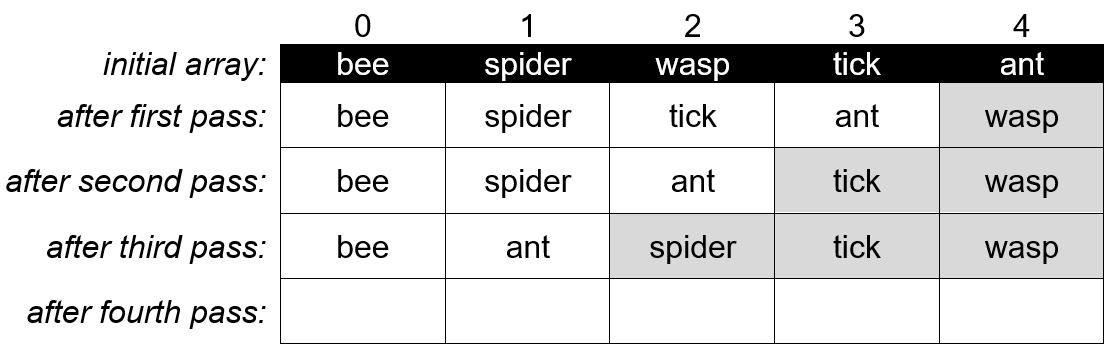 0 1 2 3 4
initial array: bee spider wasp tick ant
after first pass: bee spider tick ant wasp
after second pass: bee spider ant tick wasp
after third pass: bee ant spider tick wasp
after fourth pass: